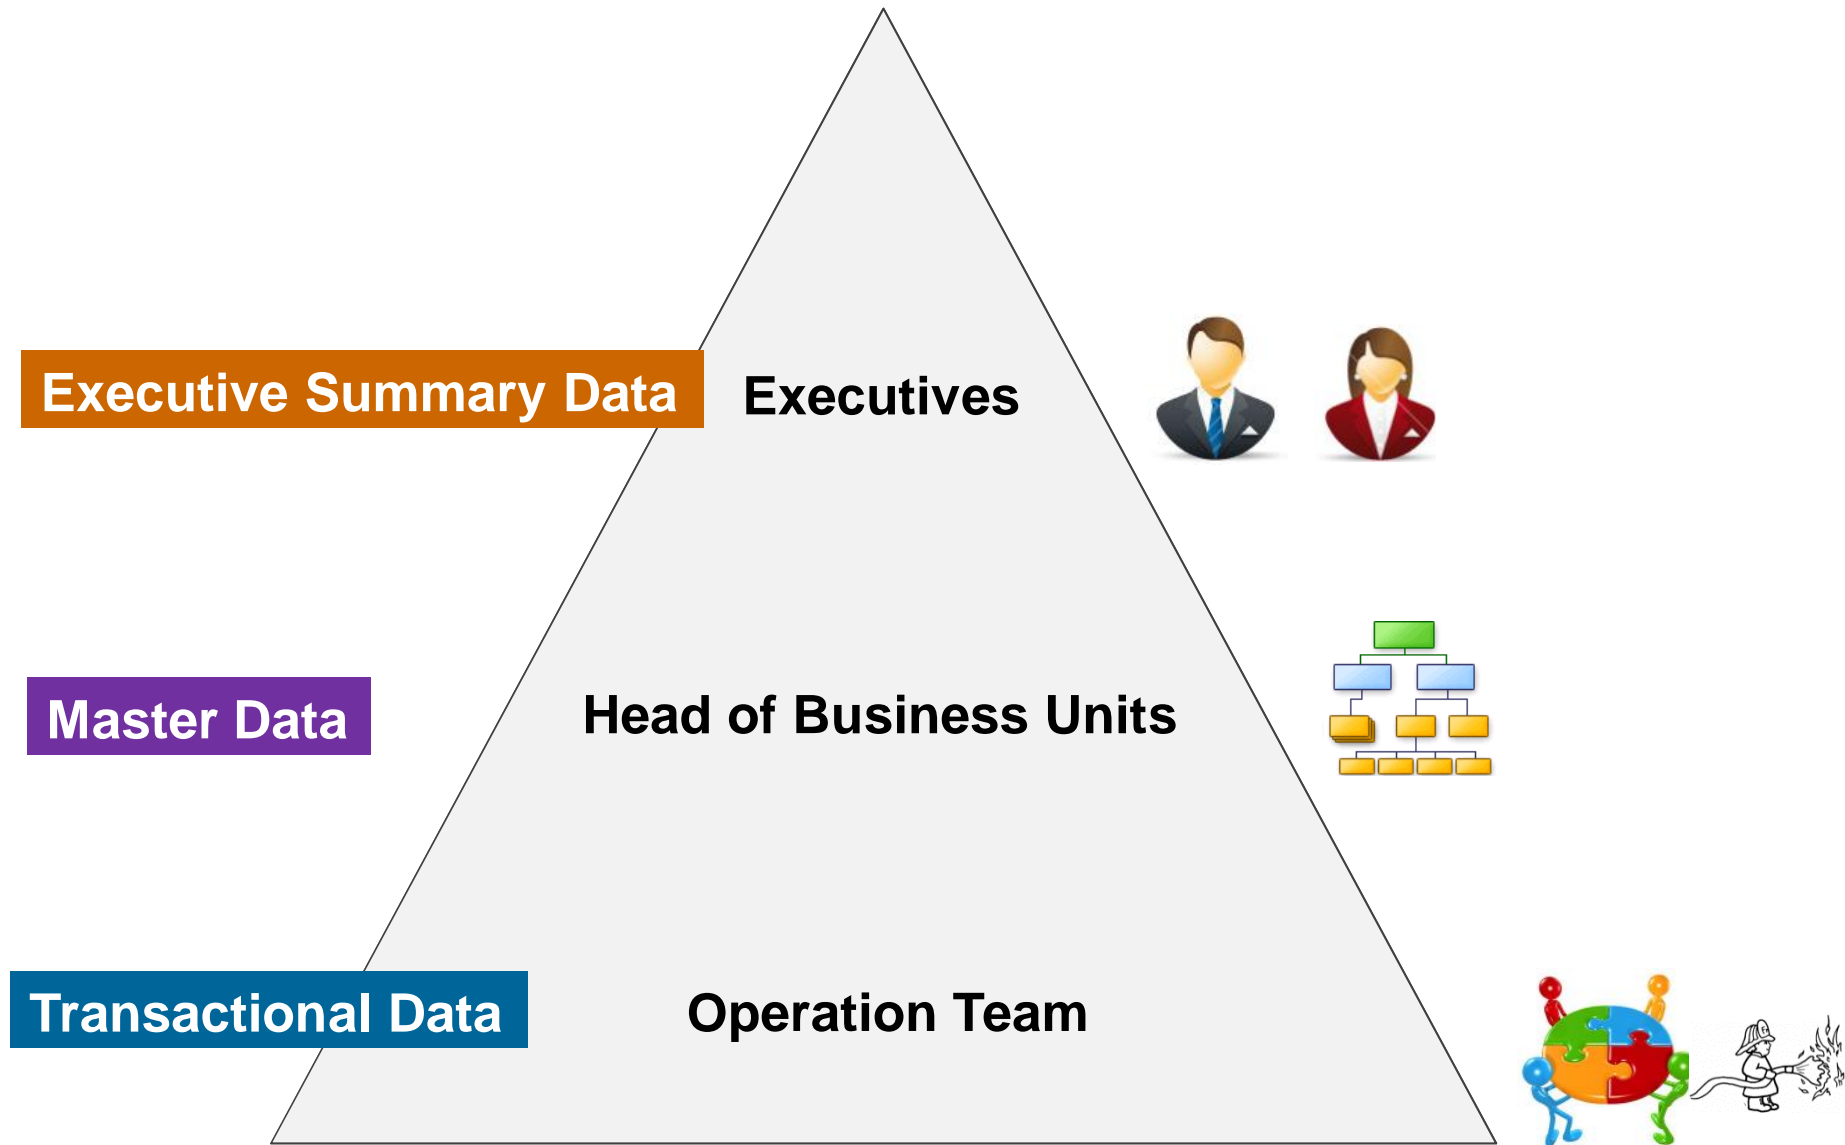 Executive Summary Data
Executives
Master Data
Head of Business Units
Transactional Data
Operation Team